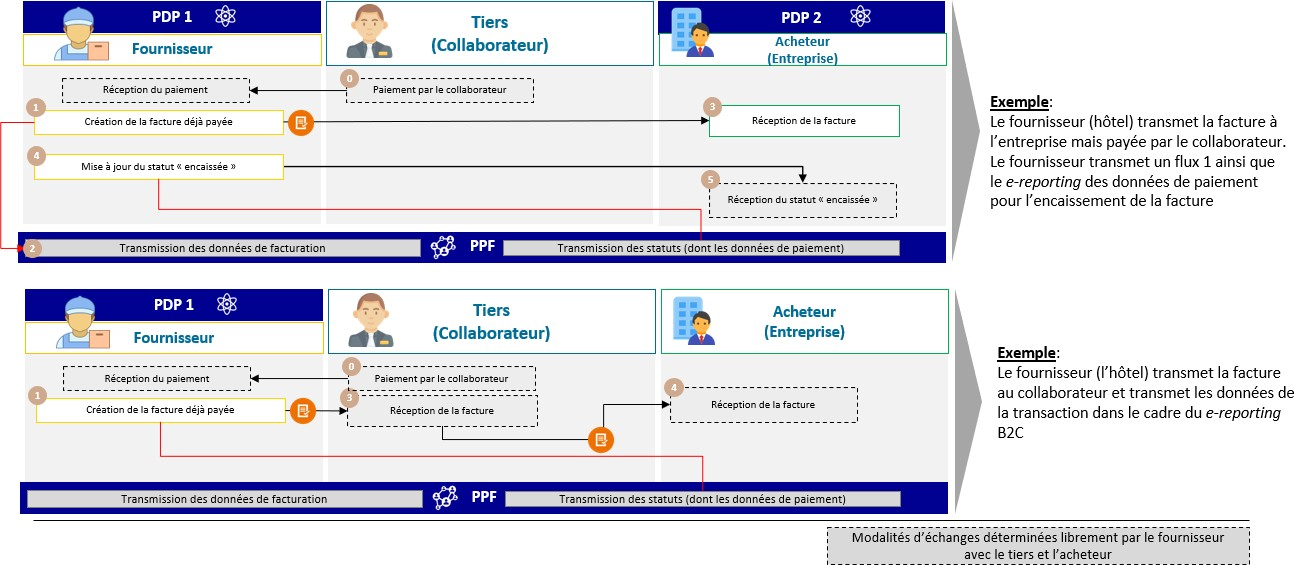 PDP 1
Fournisseur
Tiers
(Collaborateur)
PDP 2
Acheteur
(Entreprise)
0
Réception du paiement
Paiement par le collaborateur
1
Création de la facture déjà payée
3
Réception de la facture
4
Mise à jour du statut « encaissée »
5
Réception du statut « encaissée »
2
Transmission des données de facturation
PPF
Transmission des statuts (dont les données de paiement)
Exemple:
Le fournisseur (hôtel) transmet la facture à
l’entreprise mais payée par le collaborateur.
Le fournisseur transmet un flux 1 ainsi que
le e-reporting des données de paiement
pour l’encaissement de la facture
PDP 1
Fournisseur
Tiers
(Collaborateur)
Acheteur
(Entreprise)
0
Réception du paiement
Paiement par le collaborateur
1
Création de la facture déjà payée
3
Réception de la facture
4
Réception de la facture
Transmission des données de facturation
PPF
Transmission des statuts (dont les données de paiement)
Exemple:
Le fournisseur (l’hôtel) transmet la facture
au collaborateur et transmet les données de
la transaction dans le cadre du e-reporting
B2C
Modalités d’échanges déterminées librement par le fournisseur
avec le tiers et l’acheteur